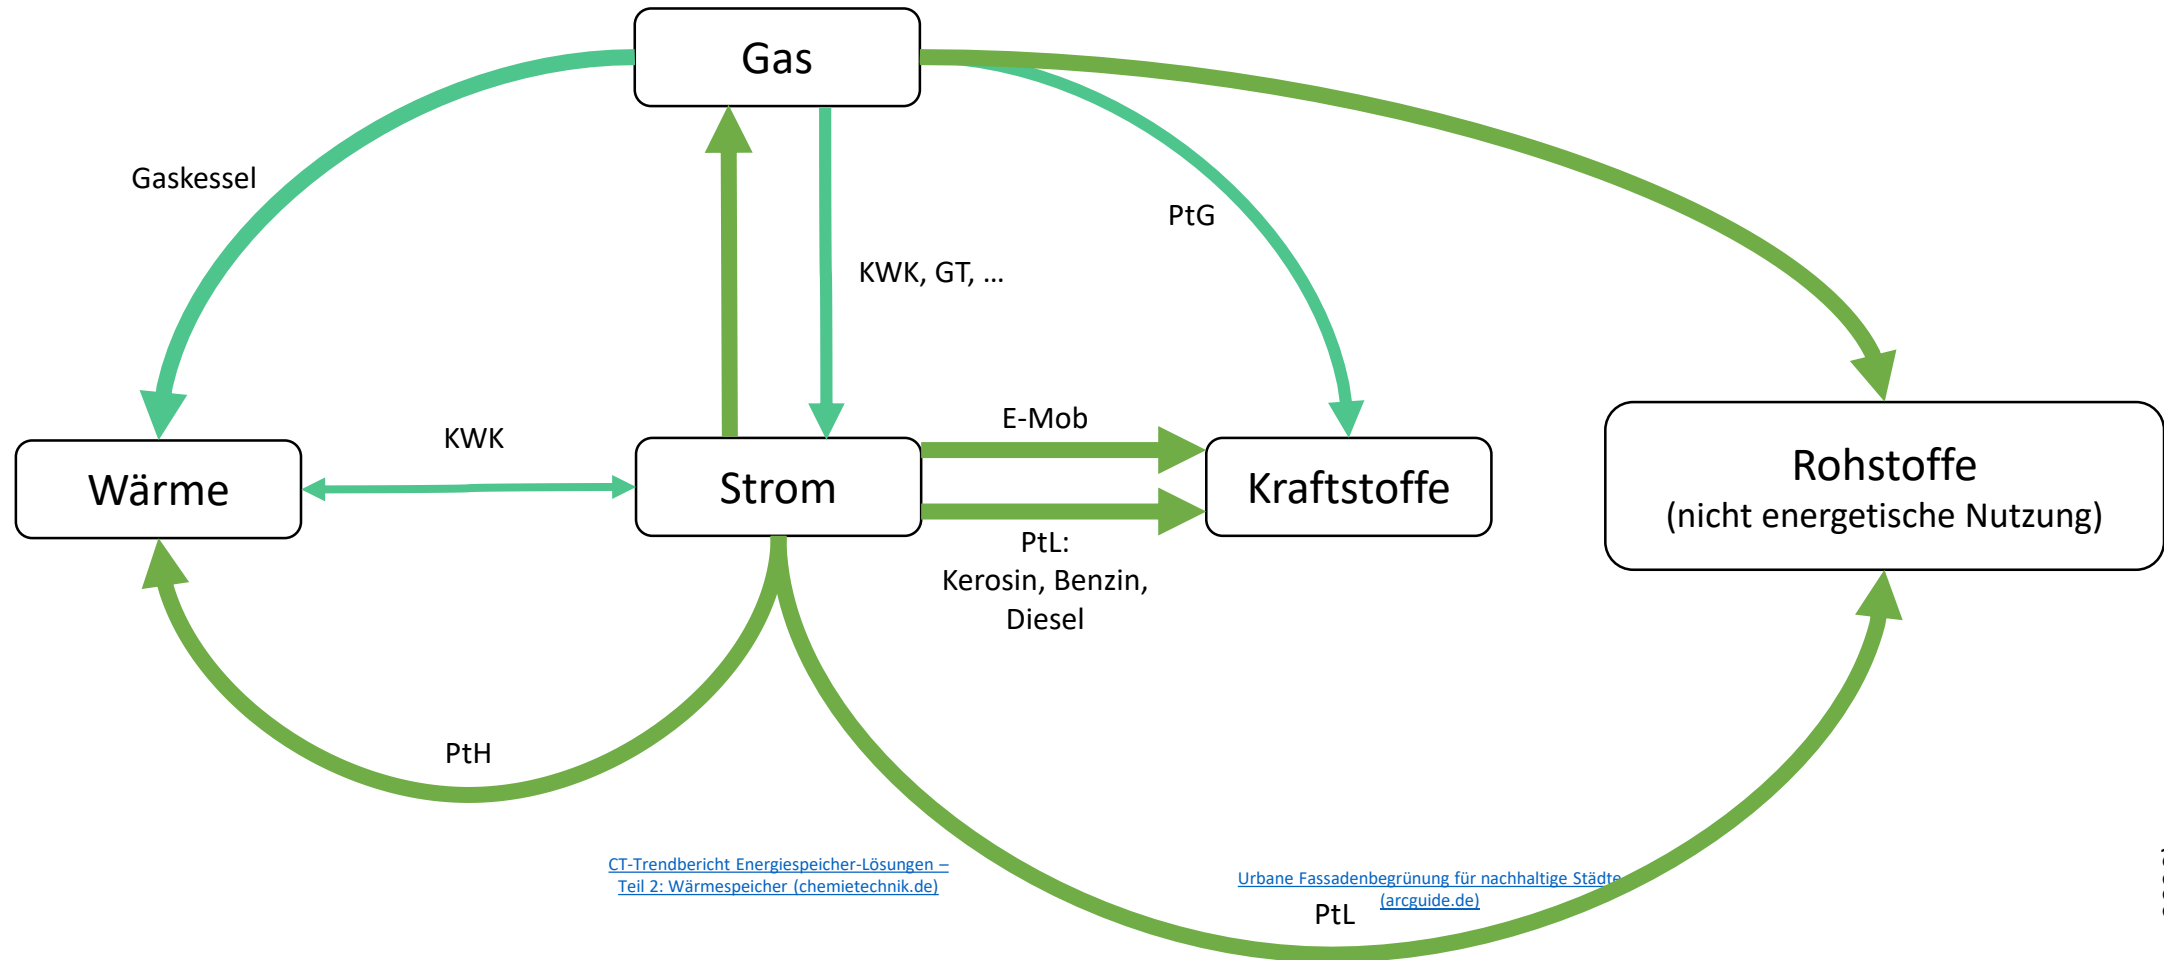 Gas
Gaskessel
PtG
KWK, GT, ...
E-Mob
KWK
Wärme
Strom
Kraftstoffe
Rohstoffe
(nicht energetische Nutzung)
PtL:
Kerosin, Benzin,
Diesel
PtH
CT-Trendbericht Energiespeicher-Lösungen –
Teil 2: Wärmespeicher (chemietechnik.de)
Urbane Fassadenbegrünung für nachhaltige Städte
(arcguide.de)
PtL